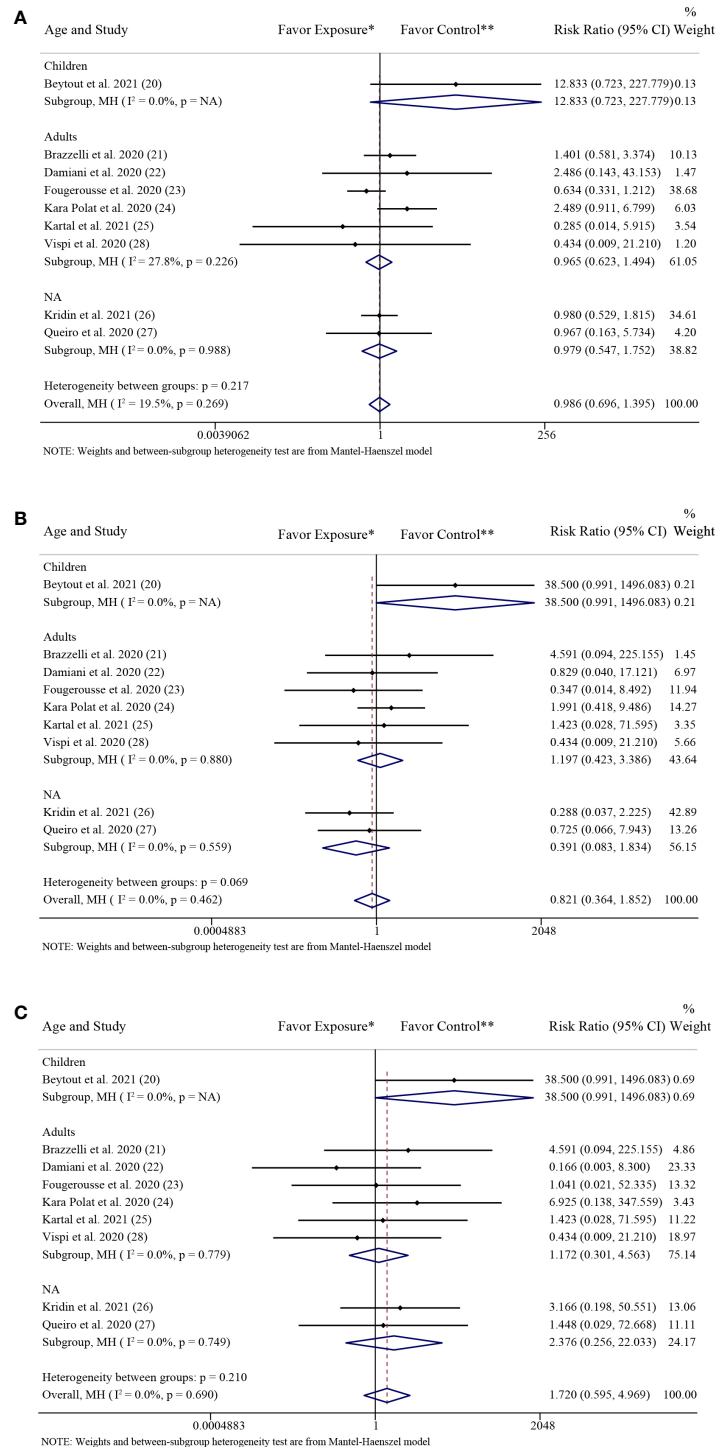 A
%
Age and Study Favor Exposure* Favor Control** Risk Ratio (95% CI) Weight
Children
Beytout et al. 2021 (20) 12.833 (0.723, 227.779) 0.13
Subgroup, MH ( I² = 0.0%, p = NA) 12.833 (0.723, 227.779) 0.13
Adults
Brazzelli et al. 2020 (21) 1.401 (0.581, 3.374) 10.13
Damiani et al. 2020 (22) 2.486 (0.143, 43.153) 1.47
Fougerousse et al. 2020 (23) 0.634 (0.331, 1.212) 38.68
Kara Polat et al. 2020 (24) 2.489 (0.911, 6.799) 6.03
Kartal et al. 2021 (25) 0.285 (0.014, 5.915) 3.54
Vispi et al. 2020 (28) 0.434 (0.009, 21.210) 1.20
Subgroup, MH ( I² = 27.8%, p = 0.226) 0.965 (0.623, 1.494) 61.05
NA
Kridin et al. 2021 (26) 0.980 (0.529, 1.815) 34.61
Queiro et al. 2020 (27) 0.967 (0.163, 5.734) 4.20
Subgroup, MH ( I² = 0.0%, p = 0.988) 0.979 (0.547, 1.752) 38.82
Heterogeneity between groups: p = 0.217
Overall, MH ( I² = 19.5%, p = 0.269) 0.986 (0.696, 1.395) 100.00
0.0039062 1 256
NOTE: Weights and between-subgroup heterogeneity test are from Mantel-Haenszel model
B
%
Age and Study Favor Exposure* Favor Control** Risk Ratio (95% CI) Weight
Children
Beytout et al. 2021 (20) 38.500 (0.991, 1496.083) 0.21
Subgroup, MH ( I² = 0.0%, p = NA) 38.500 (0.991, 1496.083) 0.21
Adults
Brazzelli et al. 2020 (21) 4.591 (0.094, 225.155) 1.45
Damiani et al. 2020 (22) 0.829 (0.040, 17.121) 6.97
Fougerousse et al. 2020 (23) 0.347 (0.014, 8.492) 11.94
Kara Polat et al. 2020 (24) 1.991 (0.418, 9.486) 14.27
Kartal et al. 2021 (25) 1.423 (0.028, 71.595) 3.35
Vispi et al. 2020 (28) 0.434 (0.009, 21.210) 5.66
Subgroup, MH ( I² = 0.0%, p = 0.880) 1.197 (0.423, 3.386) 43.64
NA
Kridin et al. 2021 (26) 0.288 (0.037, 2.225) 42.89
Queiro et al. 2020 (27) 0.725 (0.066, 7.943) 13.26
Subgroup, MH ( I² = 0.0%, p = 0.559) 0.391 (0.083, 1.834) 56.15
Heterogeneity between groups: p = 0.069
Overall, MH ( I² = 0.0%, p = 0.462) 0.821 (0.364, 1.852) 100.00
0.0004883 1 2048
NOTE: Weights and between-subgroup heterogeneity test are from Mantel-Haenszel model
C
%
Age and Study Favor Exposure* Favor Control** Risk Ratio (95% CI) Weight
Children
Beytout et al. 2021 (20) 38.500 (0.991, 1496.083) 0.69
Subgroup, MH ( I² = 0.0%, p = NA) 38.500 (0.991, 1496.083) 0.69
Adults
Brazzelli et al. 2020 (21) 4.591 (0.094, 225.155) 4.86
Damiani et al. 2020 (22) 0.166 (0.003, 8.300) 23.33
Fougerousse et al. 2020 (23) 1.041 (0.021, 52.335) 13.32
Kara Polat et al. 2020 (24) 6.925 (0.138, 347.559) 3.43
Kartal et al. 2021 (25) 1.423 (0.028, 71.595) 11.22
Vispi et al. 2020 (28) 0.434 (0.009, 21.210) 18.97
Subgroup, MH ( I² = 0.0%, p = 0.779) 1.172 (0.301, 4.563) 75.14
NA
Kridin et al. 2021 (26) 3.166 (0.198, 50.551) 13.06
Queiro et al. 2020 (27) 1.448 (0.029, 72.668) 11.11
Subgroup, MH ( I² = 0.0%, p = 0.749) 2.376 (0.256, 22.033) 24.17
Heterogeneity between groups: p = 0.210
Overall, MH ( I² = 0.0%, p = 0.690) 1.720 (0.595, 4.969) 100.00
0.0004883 1 2048
NOTE: Weights and between-subgroup heterogeneity test are from Mantel-Haenszel model